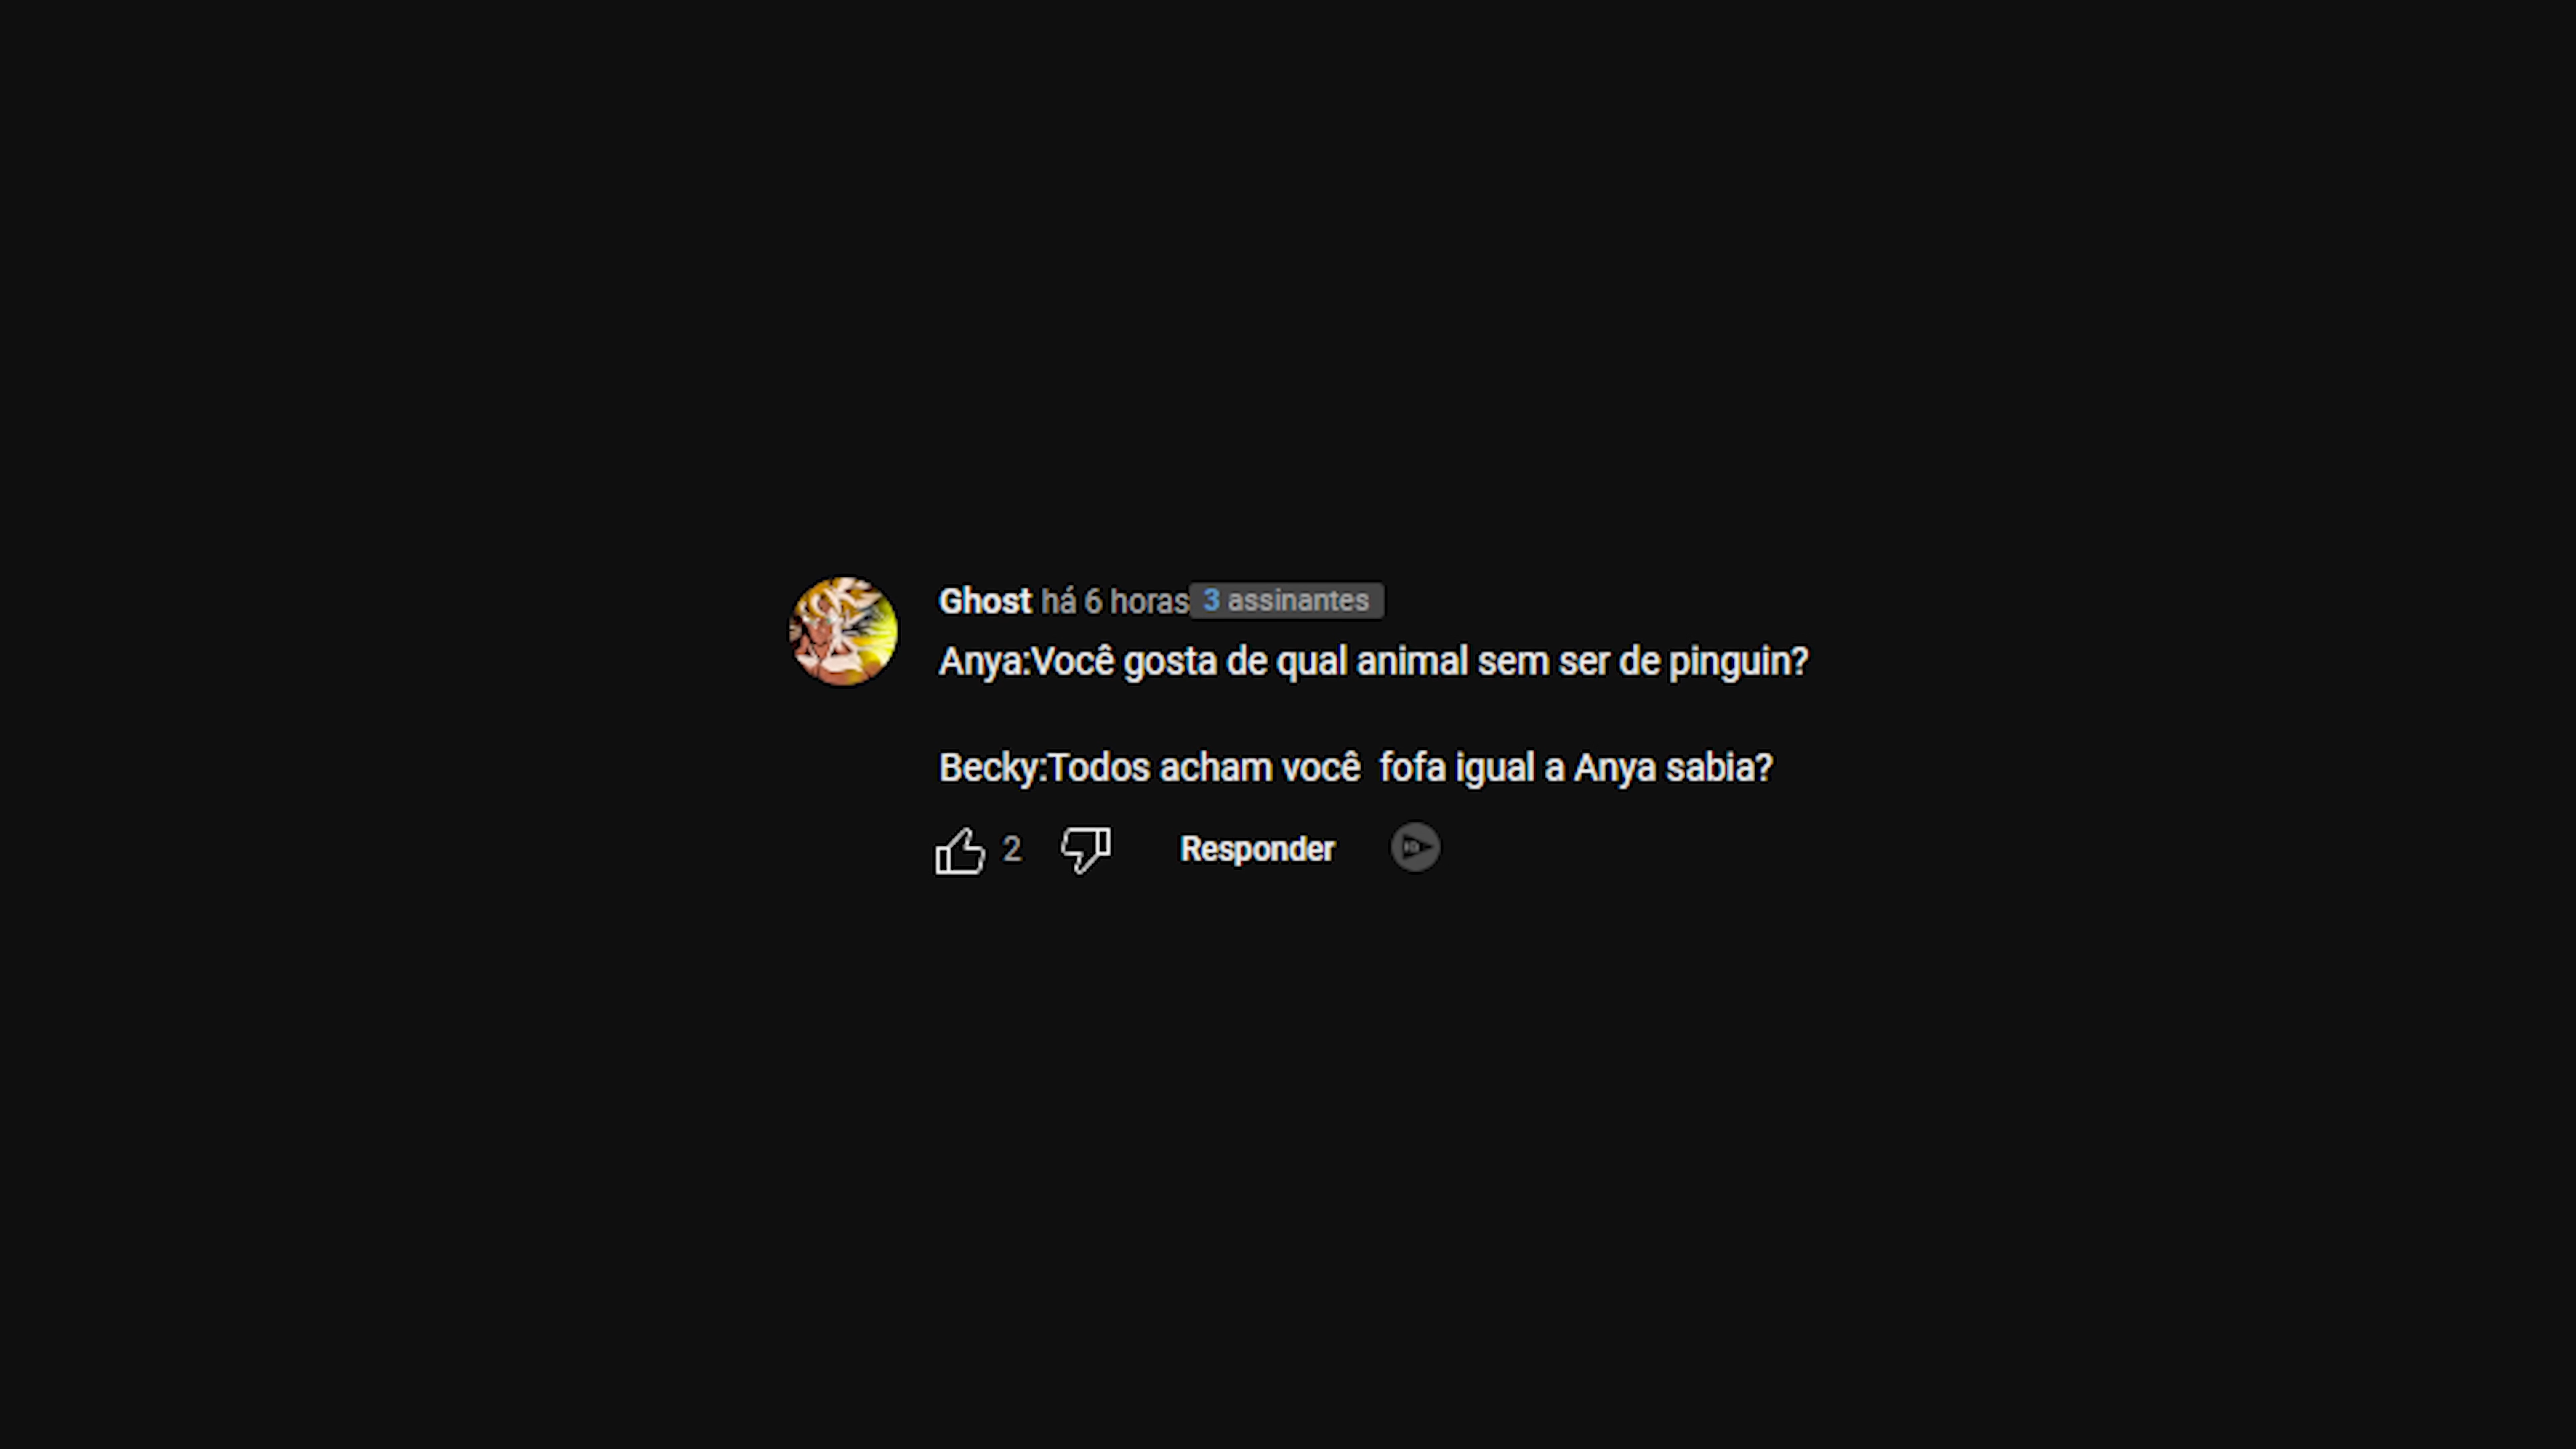 Ghost há 6 horas 3 assinantes
Anya:Você gosta de qual animal sem ser de pinguin?
Becky:Todos acham você  fofa igual a Anya sabia?
2 Responder